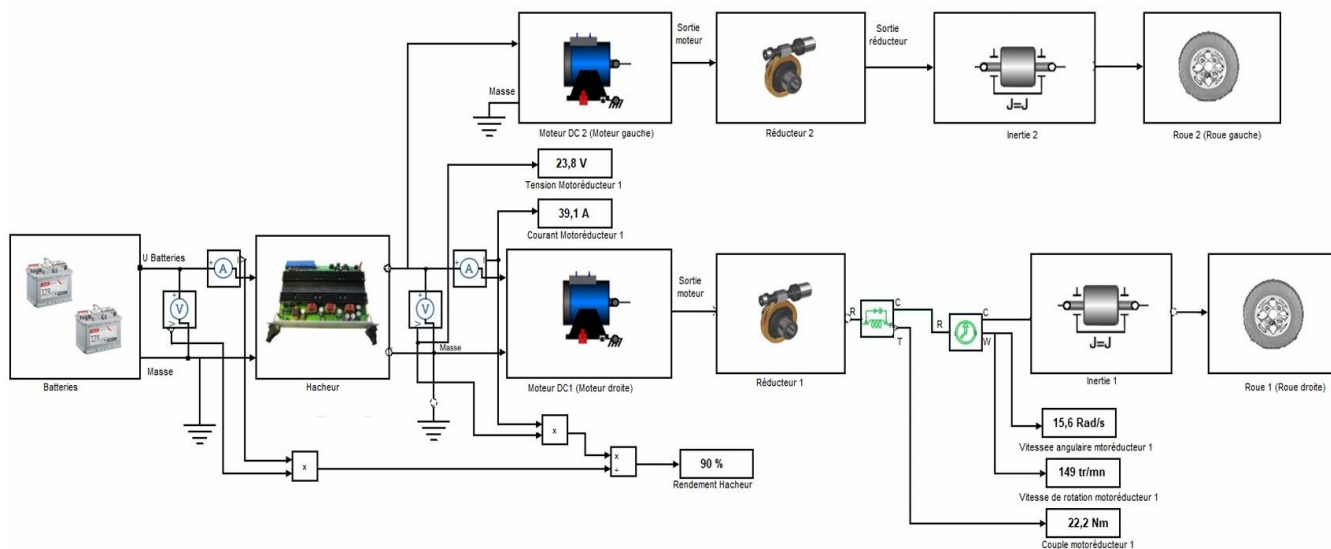 Sortie
moteur
Sortie
réducteur
Masse
J=J
Moteur DC 2 (Moteur gauche)
Réducteur 2
Inertie 2
Roue 2 (Roue gauche)
23,8 V
Tension Motoréducteur 1
39,1 A
Courant Motoréducteur 1
U Batteries
A
V
Masse
Batteries
Hacheur
A
V
Masse
Moteur DC1 (Moteur droite)
Sortie
moteur
Réducteur 1
R
C
T
R
C
W
J=J
Inertie 1
Roue 1 (Roue droite)
x
x
x
÷
90 %
Rendement Hacheur
15,6 Rad/s
Vitessee angulaire mtoréducteur 1
149 tr/mn
Vitesse de rotation motoréducteur 1
22,2 Nm
Couple motoréducteur 1